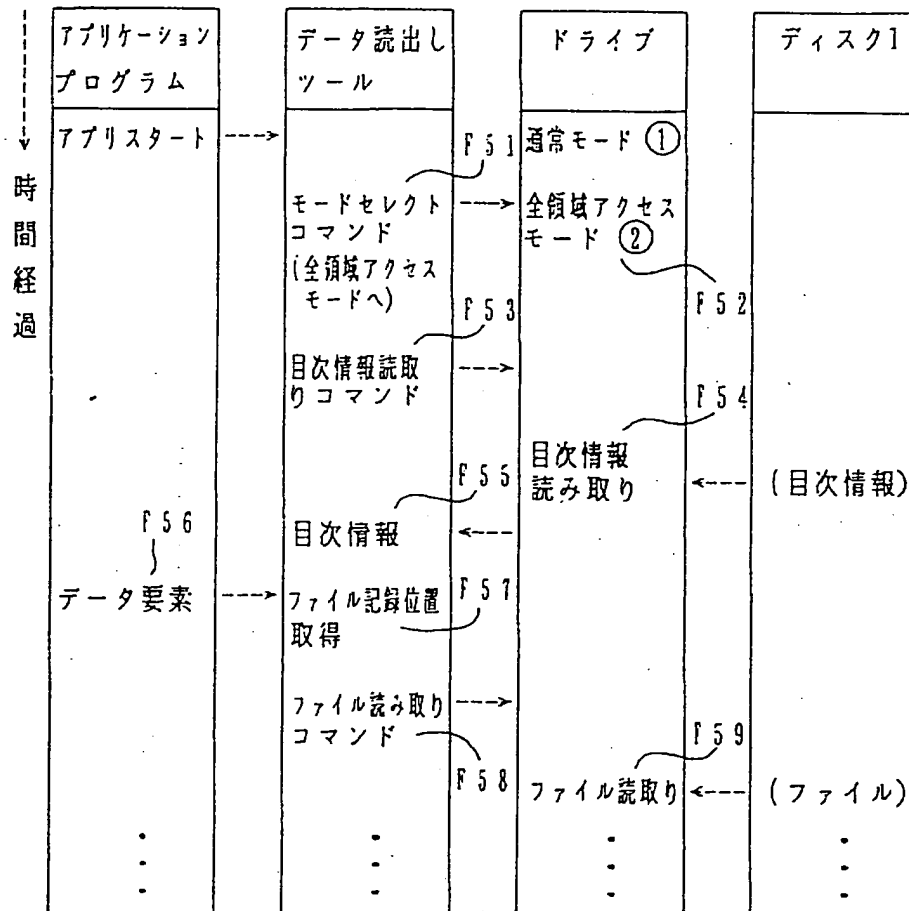 アプリケーション
プログラム
データ読出し
ツール
ドライブ
ディスク1
時間経過
アプリスタート
F51
通常モード ①
モードセレクト
コマンド
(全領域アクセス
モードへ)
全領域アクセス
モード ②
F52
F53
目次情報読取
りコマンド
F54
目次情報
読み取り
(目次情報)
F55
目次情報
F56
データ要素
ファイル記録位置
取得
F57
ファイル読み取り
コマンド
F58
F59
ファイル読取り
(ファイル)